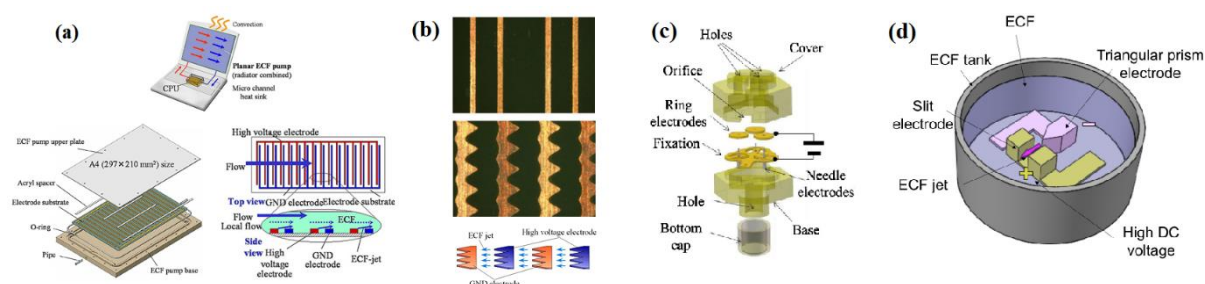 (a)
Convention
Planar ECF pump
(radiator combined)
Micro channel
heat sink
CPU
ECF pump upper plate
A4 (297×210 mm²) size
Acryl spacer
Electrode substrate
O-ring
Pipe
ECF pump base
High voltage electrode
Flow
Top view
GND electrode
Electrode substrate
Flow
Local flow
ECF
Side
view
High
voltage
electrode
GND
electrode
ECF-jet
(b)
ECF jet
High voltage electrode
GND electrode
(c)
Holes
Cover
Orifice
Ring
electrodes
Fixation
Needle
electrodes
Hole
Base
Bottom
cap
(d)
ECF
ECF tank
Triangular prism
electrode
Slit
electrode
ECF jet
High DC
voltage